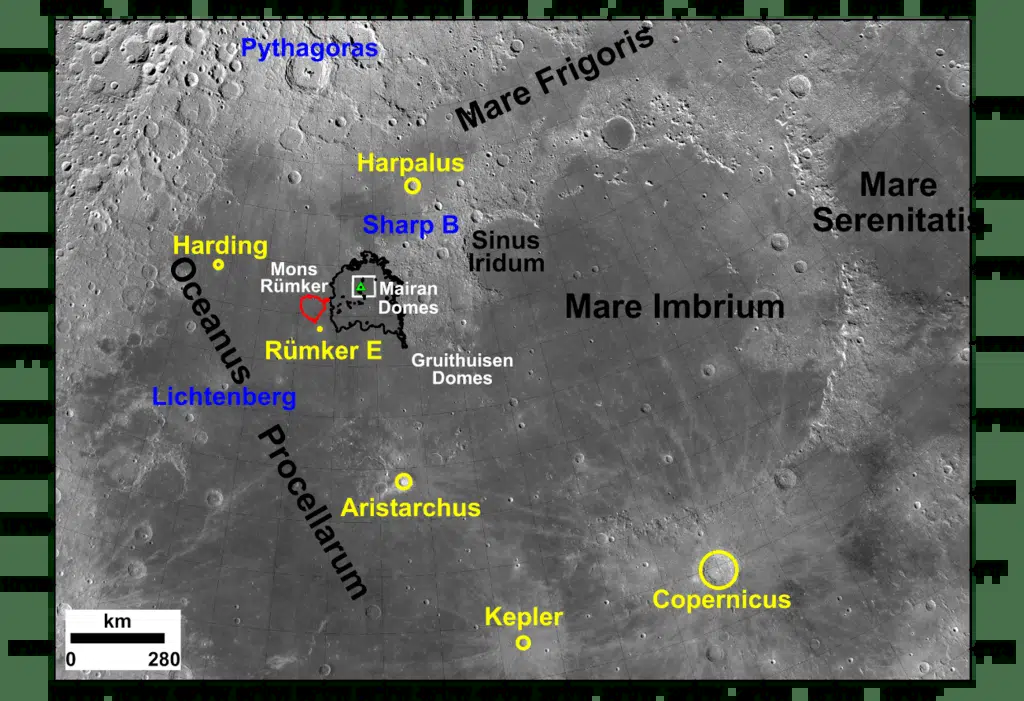 Pythagoras
Mare Frigoris
Harpalus
Mare
Serenitatis
Sharp B
Sinus
Iridum
Harding
Mons
Rümker
Mairan
Domes
Mare Imbrium
Oceanus
Rümker E
Gruithuisen
Domes
Lichtenberg
Procellarum
Aristarchus
Copernicus
Kepler
km
0 280